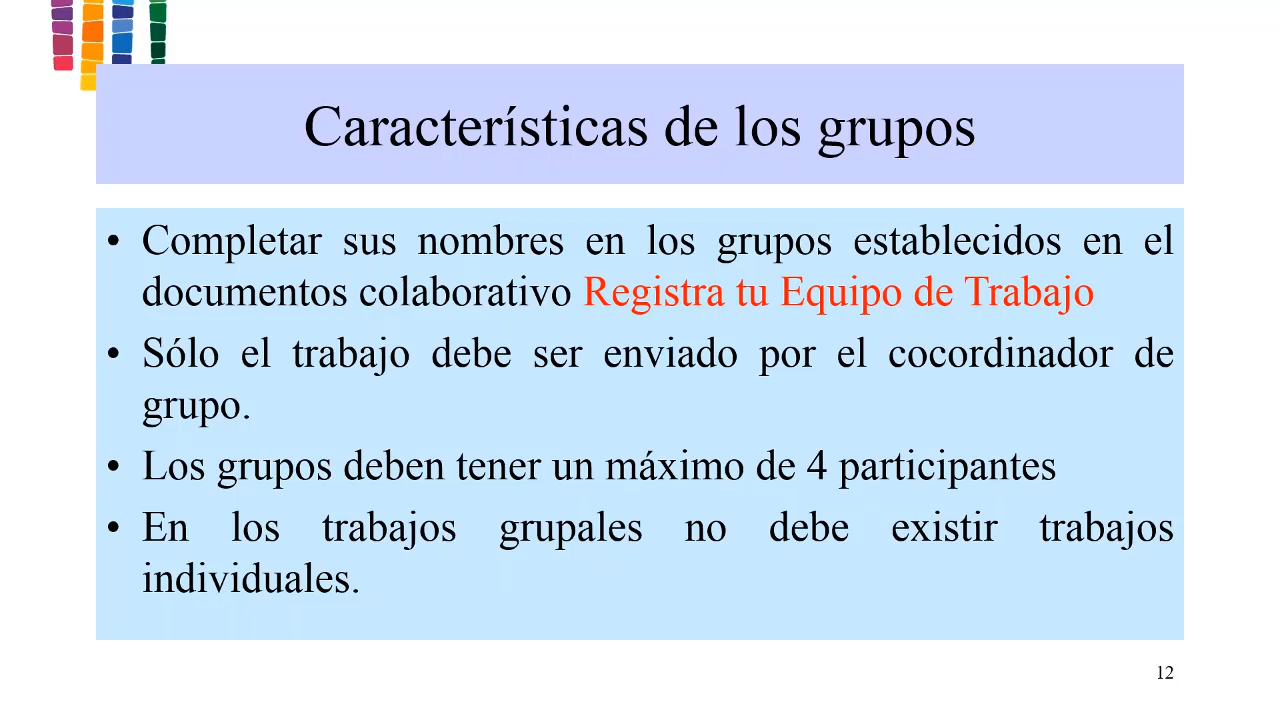 Características de los grupos
• Completar sus nombres en los grupos establecidos en el
documentos colaborativo Registra tu Equipo de Trabajo
• Sólo el trabajo debe ser enviado por el cocordinador de
grupo.
• Los grupos deben tener un máximo de 4 participantes
• En los trabajos grupales no debe existir trabajos
individuales.
12